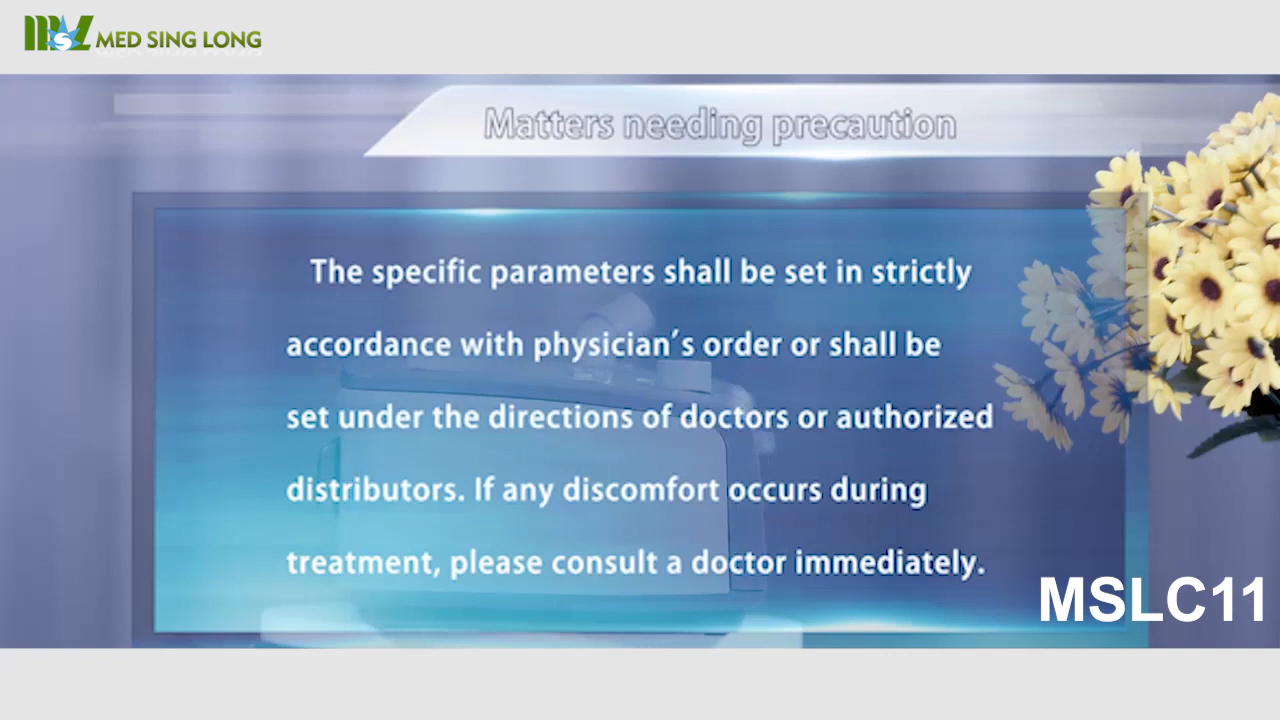 MSL MED SING LONG
Matters needing precaution
The specific parameters shall be set in strictly
accordance with physician's order or shall be
set under the directions of doctors or authorized
distributors. If any discomfort occurs during
treatment, please consult a doctor immediately.
MSLC11